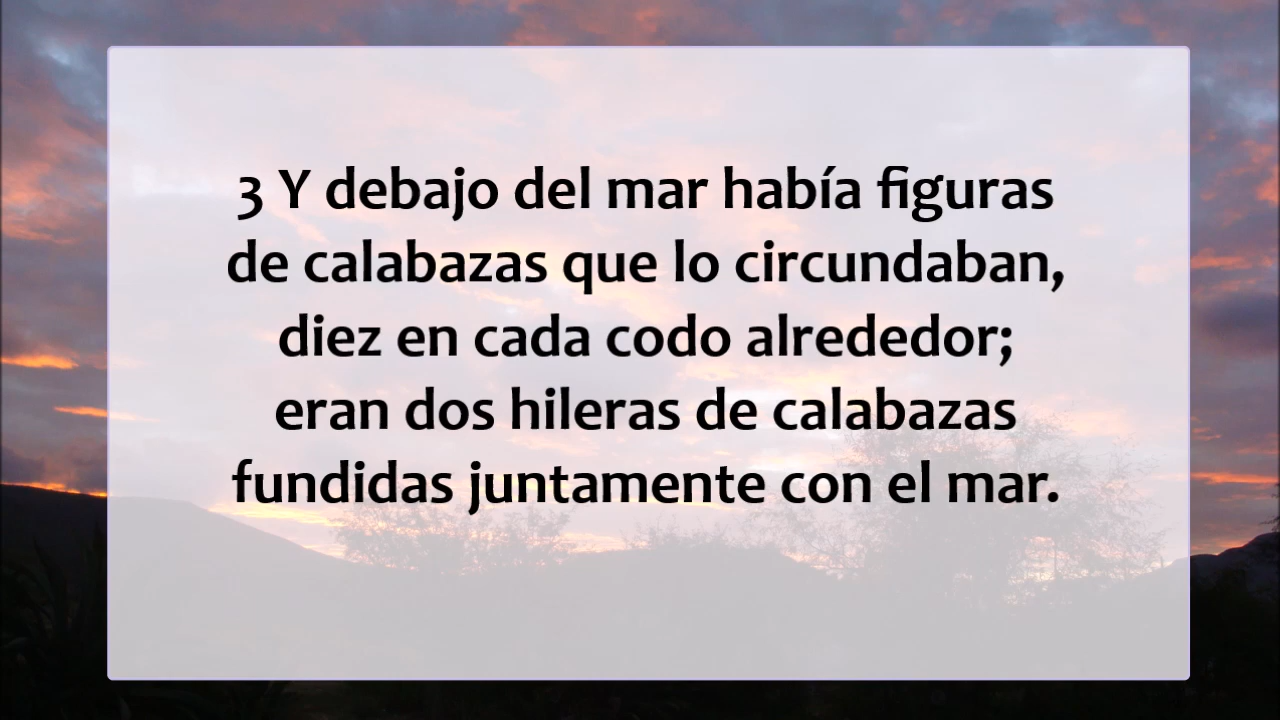 3 Y debajo del mar había figuras
de calabazas que lo circundaban,
diez en cada codo alrededor;
eran dos hileras de calabazas
fundidas juntamente con el mar.